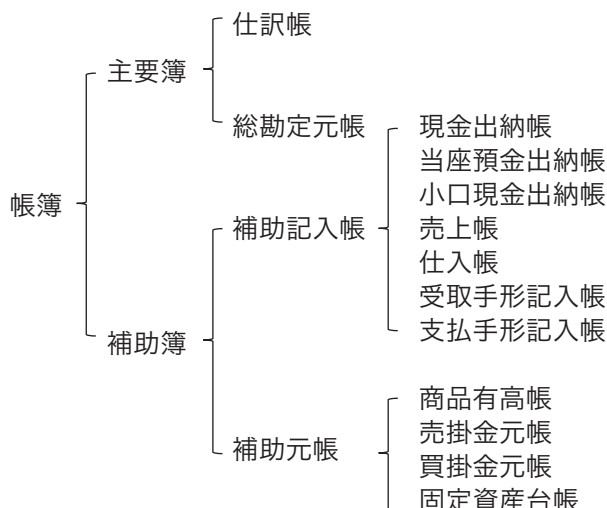 帳簿
主要簿
仕訳帳
総勘定元帳
補助簿
補助記入帳
現金出納帳
当座預金出納帳
小口現金出納帳
売上帳
仕入帳
受取手形記入帳
支払手形記入帳
補助元帳
商品有高帳
売掛金元帳
買掛金元帳
固定資産台帳